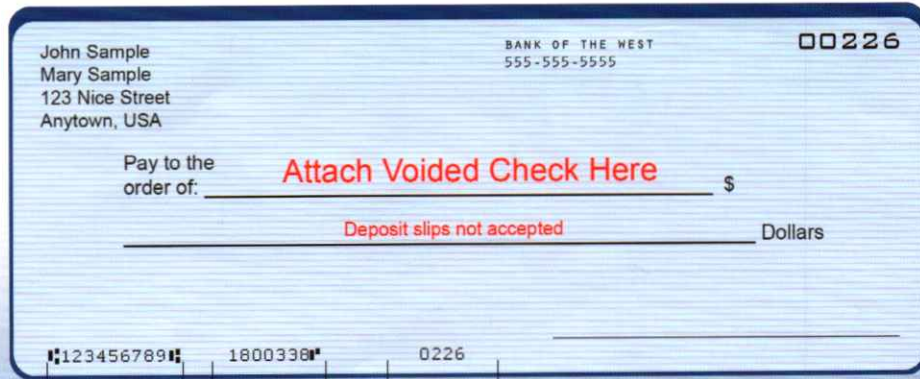 John Sample
Mary Sample
123 Nice Street
Anytown, USA
BANK OF THE WEST
555-555-5555
00226
Pay to the
order of: Attach Voided Check Here $
Deposit slips not accepted Dollars
⑆123456789⑆ 1800338⑈ 0226